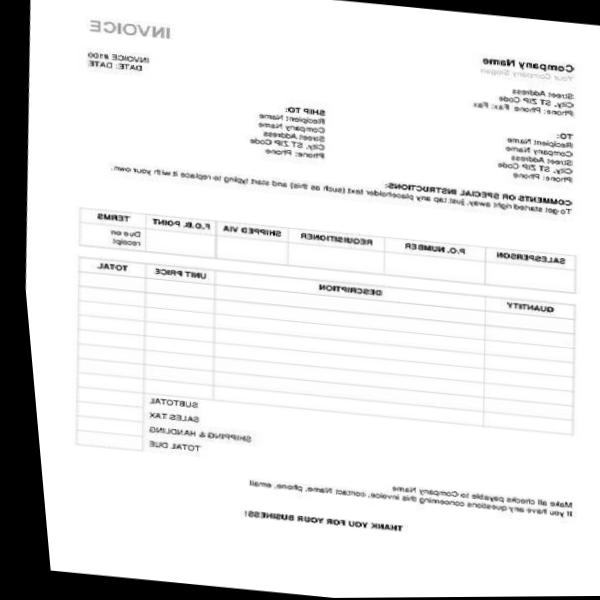 INVOICE
Company Name
Your Company Slogan
INVOICE #100
DATE: DATE
Street Address
City, ST ZIP Code
Phone: Phone Fax: Fax
TO:
Recipient Name
Company Name
Street Address
City, ST ZIP Code
Phone: Phone
SHIP TO:
Recipient Name
Company Name
Street Address
City, ST ZIP Code
Phone: Phone
COMMENTS OR SPECIAL INSTRUCTIONS:
To get started right away, just tap any placeholder text (such as this) and start typing to replace it with your own.
SALESPERSON P.O. NUMBER REQUISITIONER SHIPPED VIA F.O.B. POINT TERMS
Due on
receipt
QUANTITY DESCRIPTION UNIT PRICE TOTAL
SUBTOTAL
SALES TAX
SHIPPING & HANDLING
TOTAL DUE
Make all checks payable to Company Name
If you have any questions concerning this invoice, contact Name, phone, email
THANK YOU FOR YOUR BUSINESS!